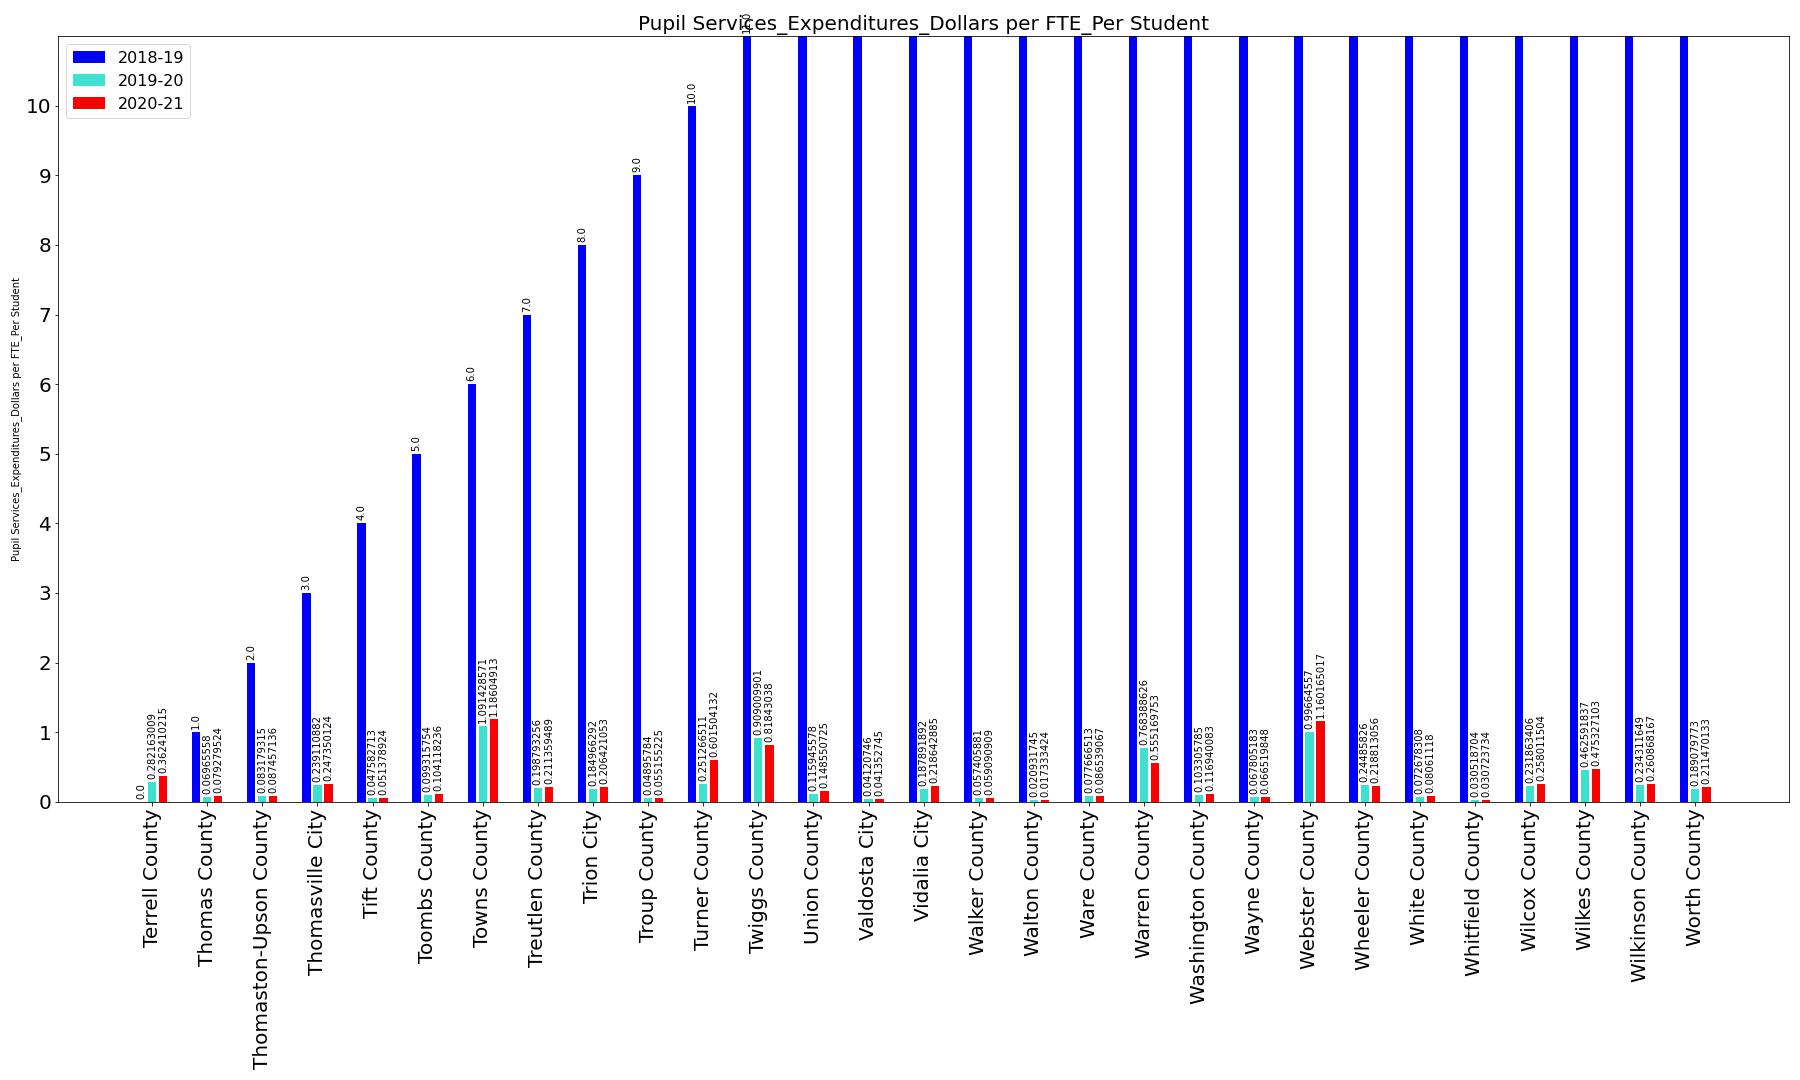 Pupil Services_Expenditures_Dollars per FTE_Per Student
2018-19
2019-20
2020-21
Pupil Services_Expenditures_Dollars per FTE_Per Student
10
9
8
7
6
5
4
3
2
1
0
0.0
0.282163009
0.362410215
1.0
0.06965558
0.079279524
2.0
0.083179315
0.087457136
3.0
0.239110882
0.247350124
4.0
0.047582713
0.051378924
5.0
0.099315754
0.104118236
6.0
1.091428571
1.18604913
7.0
0.198793256
0.211359489
8.0
0.184966292
0.206421053
9.0
0.04895784
0.055155225
10.0
0.251266511
0.601504132
0.909009901
0.81843038
0.115945578
0.148550725
0.04120746
0.041352745
0.187891892
0.218642885
0.057405881
0.059090909
0.020931745
0.017333424
0.077666513
0.086539067
0.768388626
0.555169753
0.103305785
0.116940083
0.067805183
0.066519848
0.99664557
1.160165017
0.24485826
0.218813056
0.072678308
0.08061118
0.030518704
0.030723734
0.231863406
0.258011504
0.462591837
0.475327103
0.234311649
0.260868167
0.189079773
0.211470133
Terrell County
Thomas County
Thomaston-Upson County
Thomasville City
Tift County
Toombs County
Towns County
Treutlen County
Trion City
Troup County
Turner County
Twiggs County
Union County
Valdosta City
Vidalia City
Walker County
Walton County
Ware County
Warren County
Washington County
Wayne County
Webster County
Wheeler County
White County
Whitfield County
Wilcox County
Wilkes County
Wilkinson County
Worth County